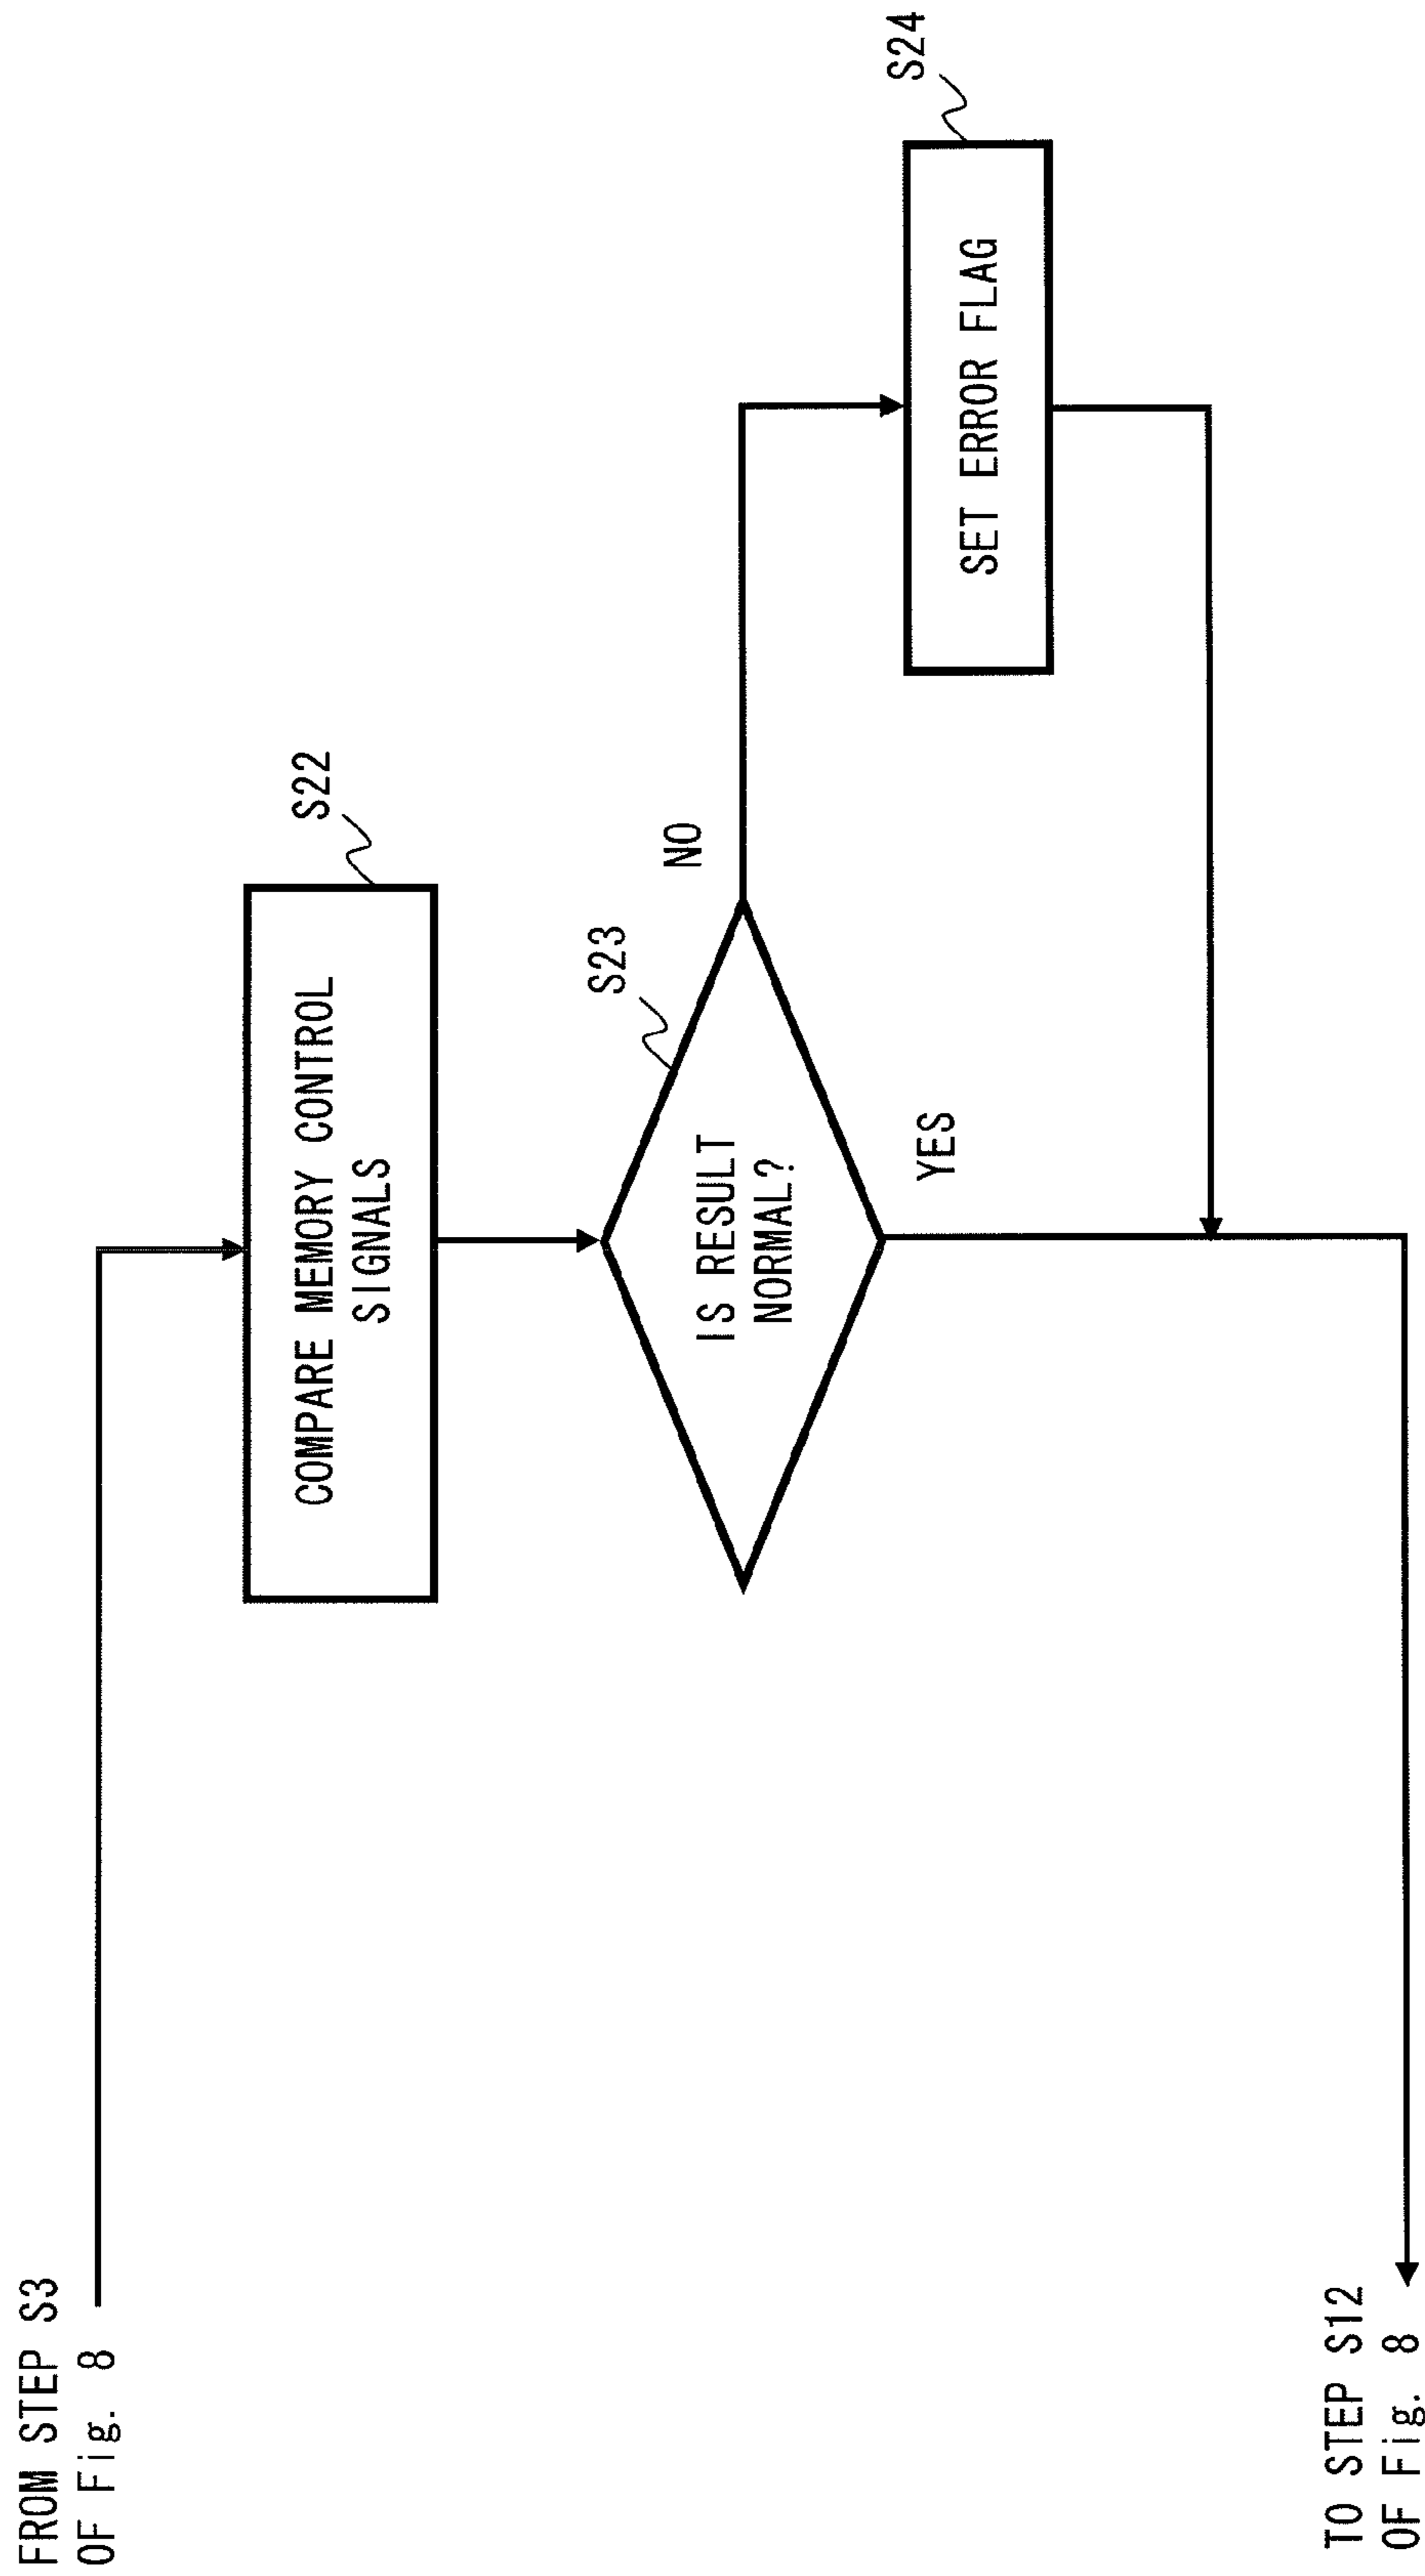 FROM STEP S3
OF Fig. 8
S22
COMPARE MEMORY CONTROL
SIGNALS
S23
IS RESULT
NORMAL?
NO
YES
S24
SET ERROR FLAG
TO STEP S12
OF Fig. 8